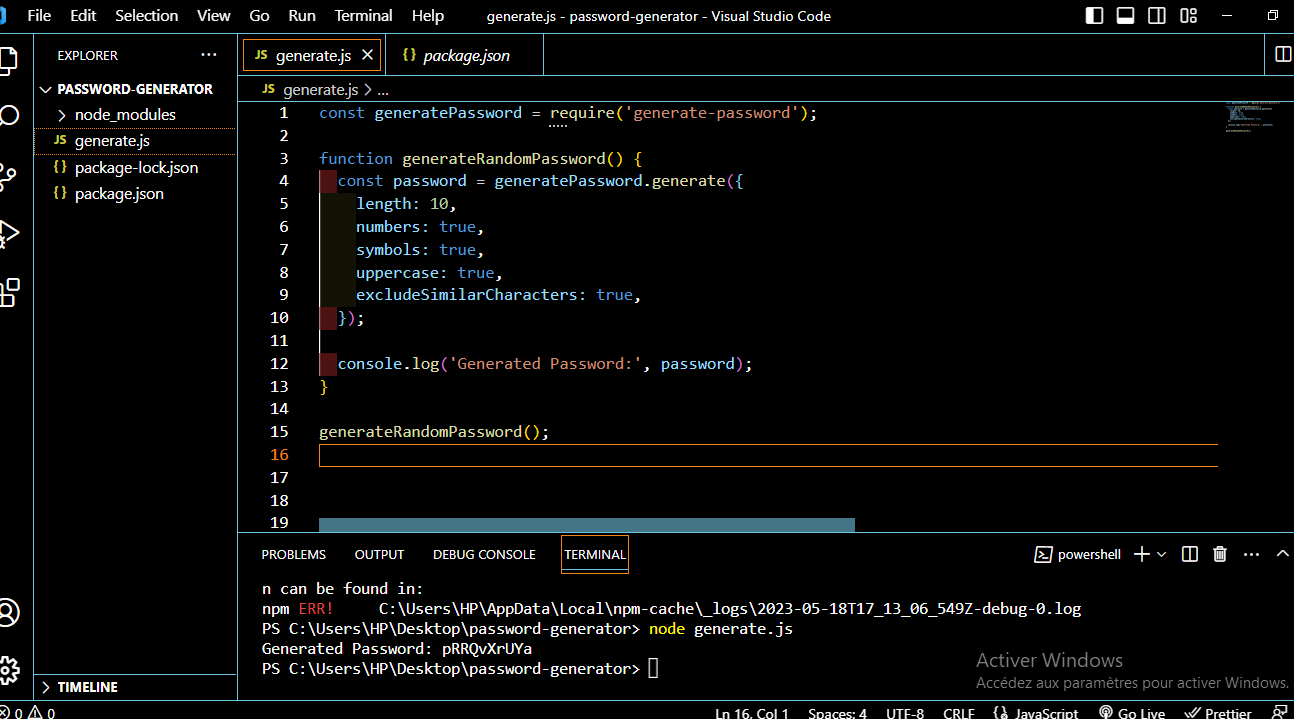 File Edit Selection View Go Run Terminal Help generate.js - password-generator - Visual Studio Code
EXPLORER ...
JS generate.js ×
{} package.json
PASSWORD-GENERATOR
node_modules
JS generate.js
{} package-lock.json
{} package.json
TIMELINE
JS generate.js > ...
1 const generatePassword = require('generate-password');
2
3 function generateRandomPassword() {
4 const password = generatePassword.generate({
5 length: 10,
6 numbers: true,
7 symbols: true,
8 uppercase: true,
9 excludeSimilarCharacters: true,
10 });
11
12 console.log('Generated Password:', password);
13 }
14
15 generateRandomPassword();
16
17
18
19
PROBLEMS OUTPUT DEBUG CONSOLE TERMINAL powershell
n can be found in:
npm ERR! C:\Users\HP\AppData\Local\npm-cache\_logs\2023-05-18T17_13_06_549Z-debug-0.log
PS C:\Users\HP\Desktop\password-generator> node generate.js
Generated Password: pRRQvXrUYa
PS C:\Users\HP\Desktop\password-generator>
Activer Windows
Accédez aux paramètres pour activer Windows.
0 0 Ln 16, Col 1 Spaces: 4 UTF-8 CRLF {} JavaScript Go Live Prettier